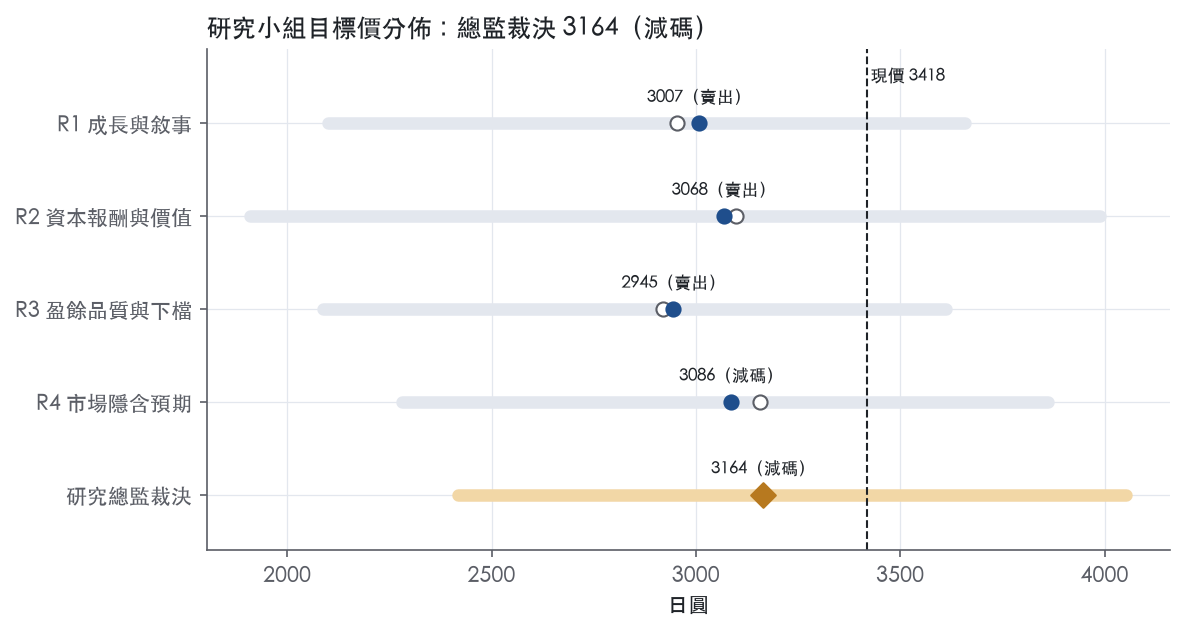 研究小組目標價分佈：總監裁決 3164（減碼）
現價 3418
3007（賣出）
R1 成長與敘事
3068（賣出）
R2 資本報酬與價值
2945（賣出）
R3 盈餘品質與下檔
3086（減碼）
R4 市場隱含預期
3164（減碼）
研究總監裁決
2000 2500 3000 3500 4000
日圓